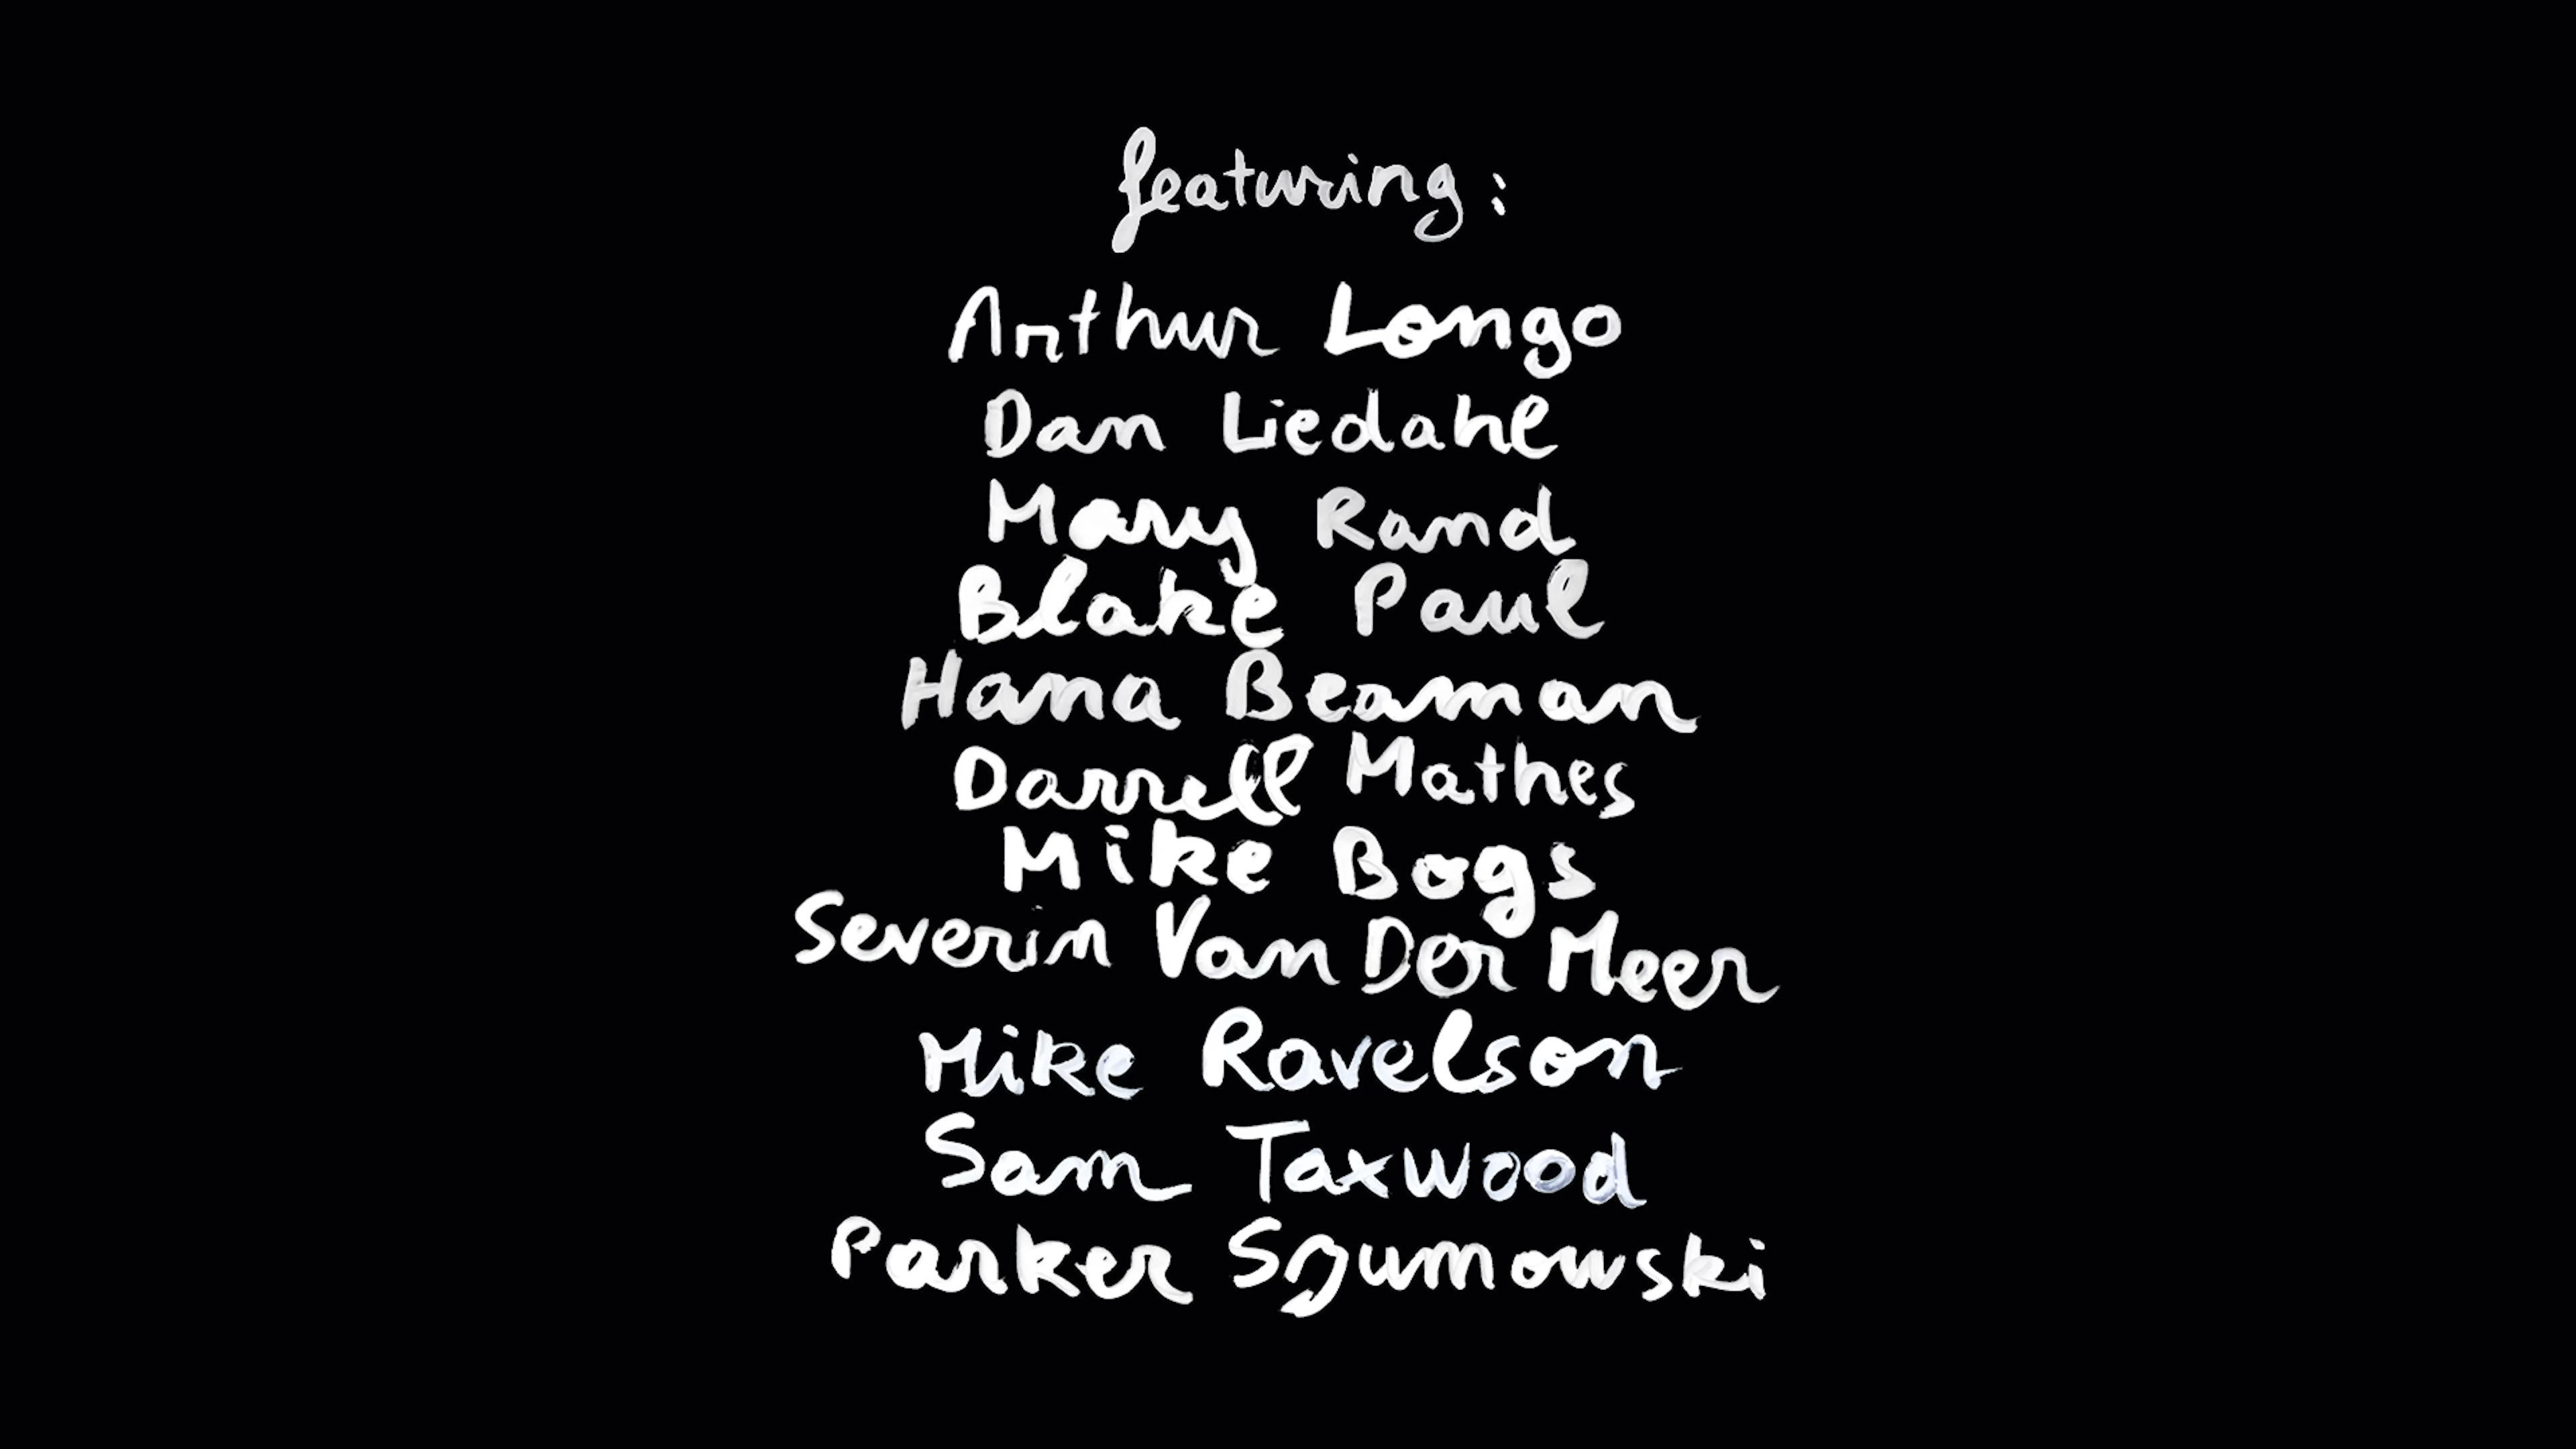 featuring:
Arthur Longo
Dan Liedahl
Mary Rand
Blake Paul
Hana Beaman
Darrell Mathes
Mike Bogs
Severin Van Der Meer
Mike Ravelson
Sam Taxwood
Parker Szumowski